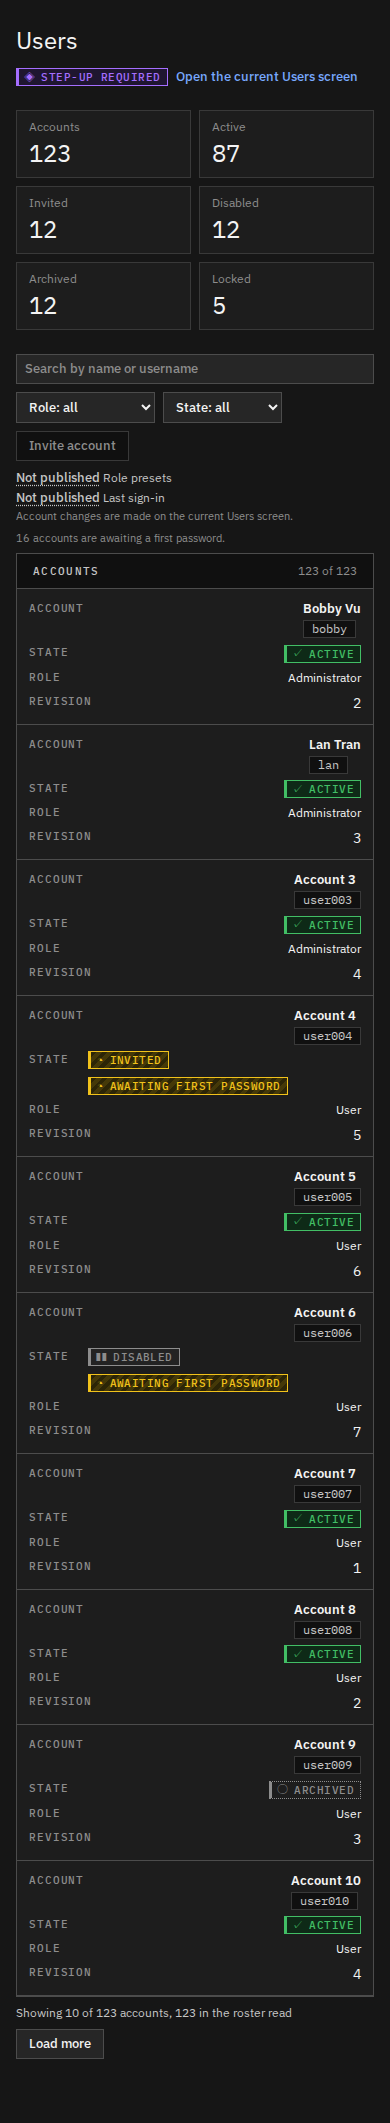 Users
STEP-UP REQUIRED Open the current Users screen
Accounts Active
123 87
Invited Disabled
12 12
Archived Locked
12 5
Search by name or username
Role: all State: all
Invite account
Not published Role presets
Not published Last sign-in
Account changes are made on the current Users screen.
16 accounts are awaiting a first password.
ACCOUNTS 123 of 123
ACCOUNT Bobby Vu
bobby
STATE ✓ ACTIVE
ROLE Administrator
REVISION 2
ACCOUNT Lan Tran
lan
STATE ✓ ACTIVE
ROLE Administrator
REVISION 3
ACCOUNT Account 3
user003
STATE ✓ ACTIVE
ROLE Administrator
REVISION 4
ACCOUNT Account 4
user004
STATE INVITED
AWAITING FIRST PASSWORD
ROLE User
REVISION 5
ACCOUNT Account 5
user005
STATE ✓ ACTIVE
ROLE User
REVISION 6
ACCOUNT Account 6
user006
STATE DISABLED
AWAITING FIRST PASSWORD
ROLE User
REVISION 7
ACCOUNT Account 7
user007
STATE ✓ ACTIVE
ROLE User
REVISION 1
ACCOUNT Account 8
user008
STATE ✓ ACTIVE
ROLE User
REVISION 2
ACCOUNT Account 9
user009
STATE ARCHIVED
ROLE User
REVISION 3
ACCOUNT Account 10
user010
STATE ✓ ACTIVE
ROLE User
REVISION 4
Showing 10 of 123 accounts, 123 in the roster read
Load more